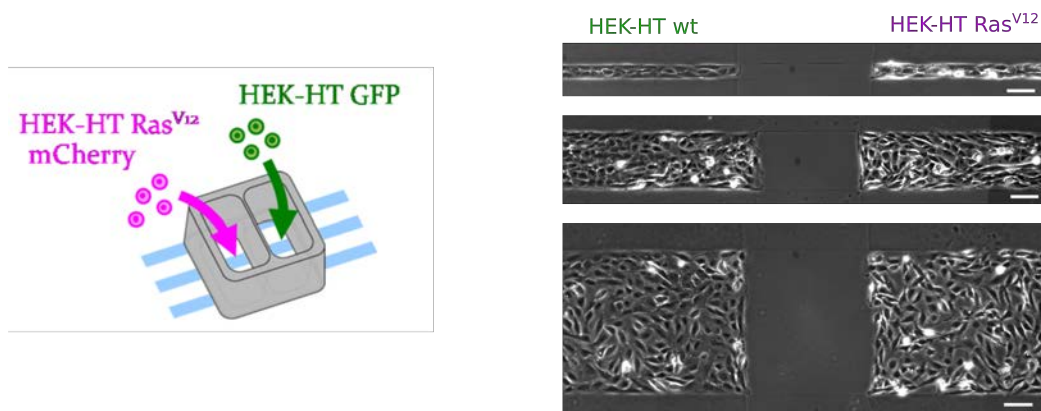 HEK-HT GFP
HEK-HT Ras^V12
mCherry
HEK-HT wt
HEK-HT Ras^V12